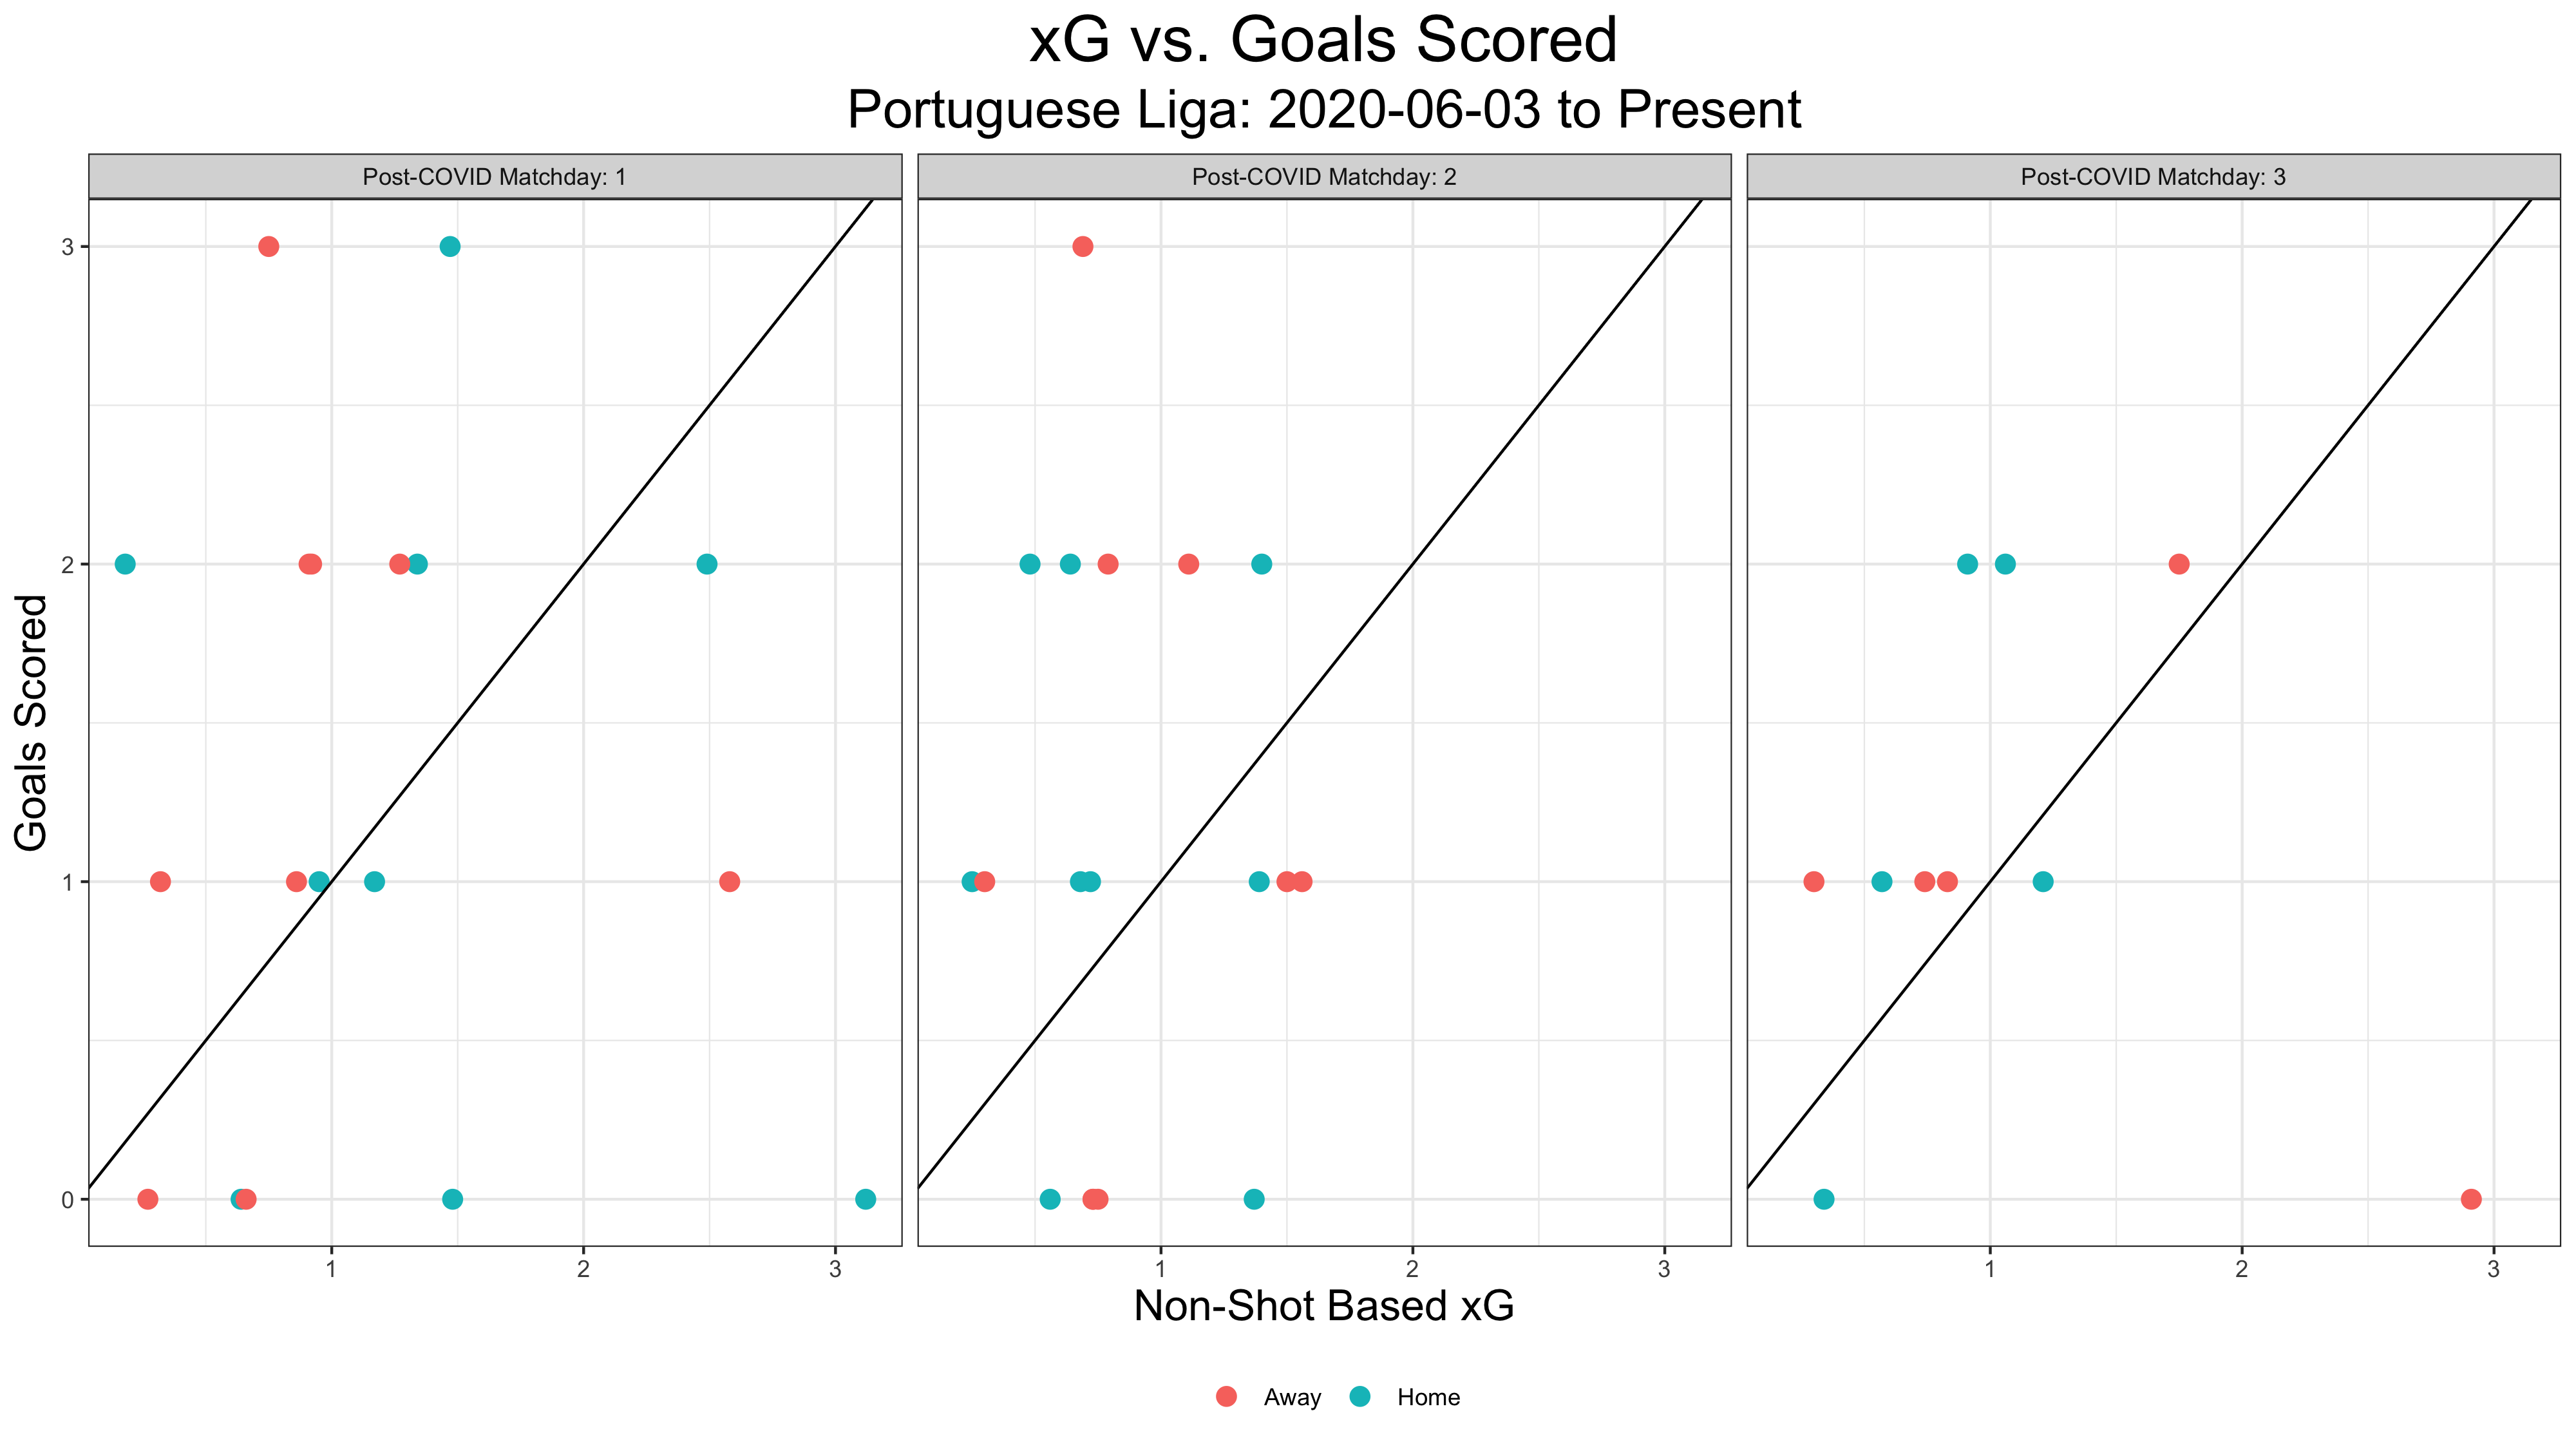 xG vs. Goals Scored
Portuguese Liga: 2020-06-03 to Present
Post-COVID Matchday: 1
Post-COVID Matchday: 2
Post-COVID Matchday: 3
Goals Scored
3
2
1
0
1 2 3
1 2 3
1 2 3
Non-Shot Based xG
Away Home